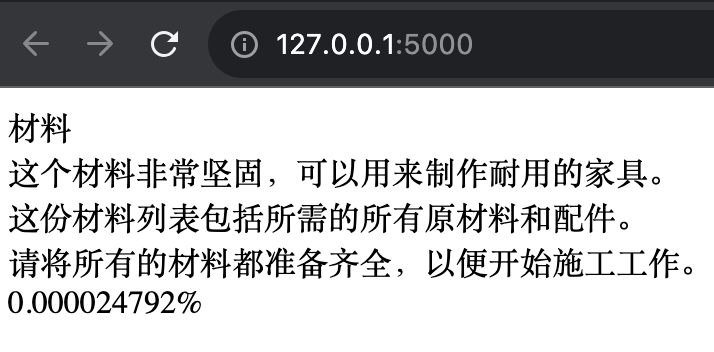 127.0.0.1:5000
材料
这个材料非常坚固，可以用来制作耐用的家具。
这份材料列表包括所需的所有原材料和配件。
请将所有的材料都准备齐全，以便开始施工工作。
0.000024792%